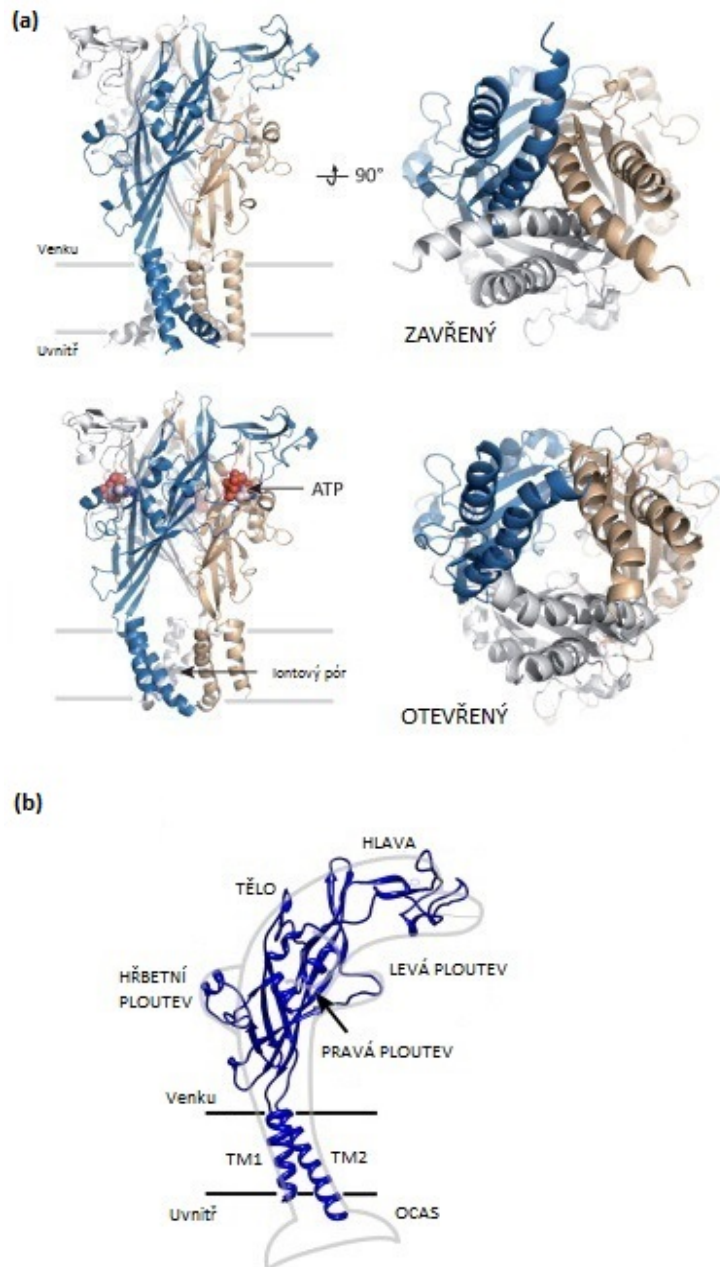 (a)
90°
Venku
Uvnitř
ZAVŘENÝ
ATP
Iontový pór
OTEVŘENÝ
(b)
HLAVA
TĚLO
HŘBETNÍ
PLOUTEV
LEVÁ PLOUTEV
PRAVÁ PLOUTEV
Venku
TM1
TM2
Uvnitř
OCAS